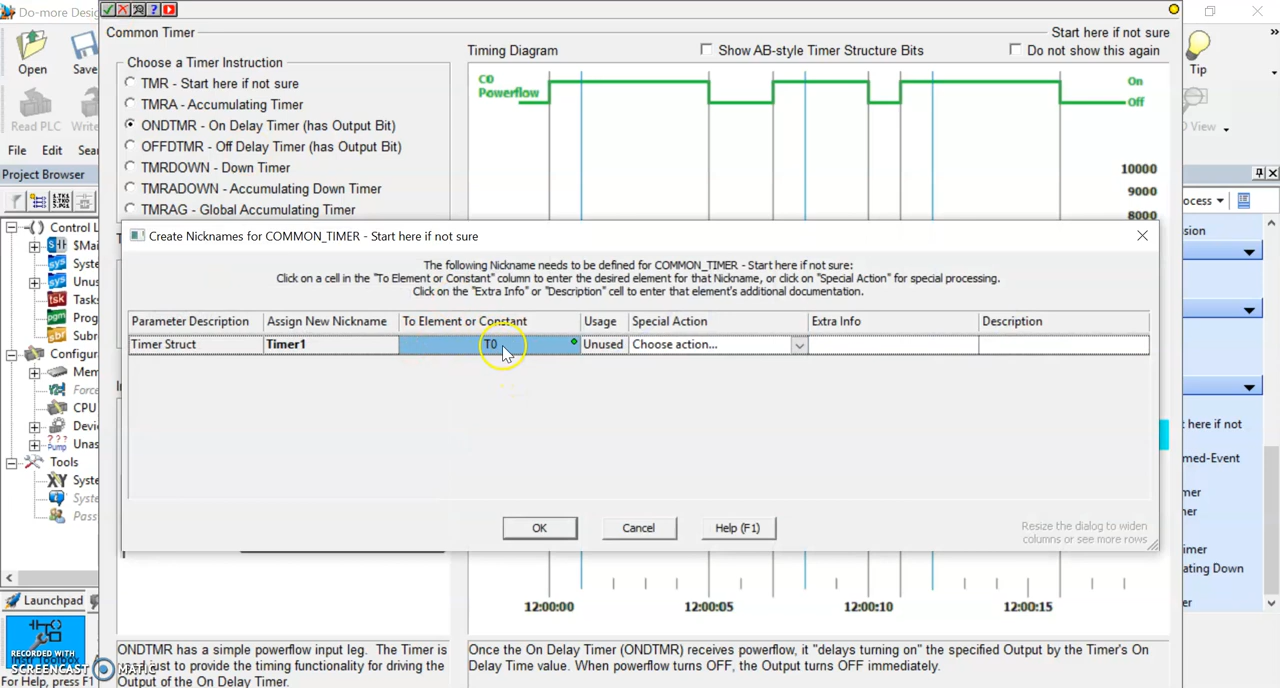 Do-more Desig
Open
Save
Read PLC
Write
File Edit Sea
Project Browser
Control L
$Mai
Syste
Unus
Task
Prog
Subr
Configur
Mem
Force
CPU
Devi
Unas
Tools
Syste
Syste
Pass
Launchpad
Instr Toolbox
RECORDED WITH
SCREENCAST MATIC
For Help, press F1
Common Timer
Start here if not sure
Choose a Timer Instruction
TMR - Start here if not sure
TMRA - Accumulating Timer
ONDTMR - On Delay Timer (has Output Bit)
OFFDTMR - Off Delay Timer (has Output Bit)
TMRDOWN - Down Timer
TMRADOWN - Accumulating Down Timer
TMRAG - Global Accumulating Timer
Timing Diagram
Show AB-style Timer Structure Bits
Do not show this again
C0
Powerflow
On
Off
10000
9000
8000
Create Nicknames for COMMON_TIMER - Start here if not sure
The following Nickname needs to be defined for COMMON_TIMER - Start here if not sure:
Click on a cell in the "To Element or Constant" column to enter the desired element for that Nickname, or click on "Special Action" for special processing.
Click on the "Extra Info" or "Description" cell to enter that element's additional documentation.
Parameter Description Assign New Nickname To Element or Constant Usage Special Action Extra Info Description
Timer Struct Timer1 T0 Unused Choose action...
OK
Cancel
Help (F1)
Resize the dialog to widen
columns or see more rows
12:00:00 12:00:05 12:00:10 12:00:15
ONDTMR has a simple powerflow input leg. The Timer is
just to provide the timing functionality for driving the
Output of the On Delay Timer.
Once the On Delay Timer (ONDTMR) receives powerflow, it "delays turning on" the specified Output by the Timer's On
Delay Time value. When powerflow turns OFF, the Output turns OFF immediately.
Tip
View
ocess
sion
here if not
med-Event
mer
ner
imer
ating Down
er